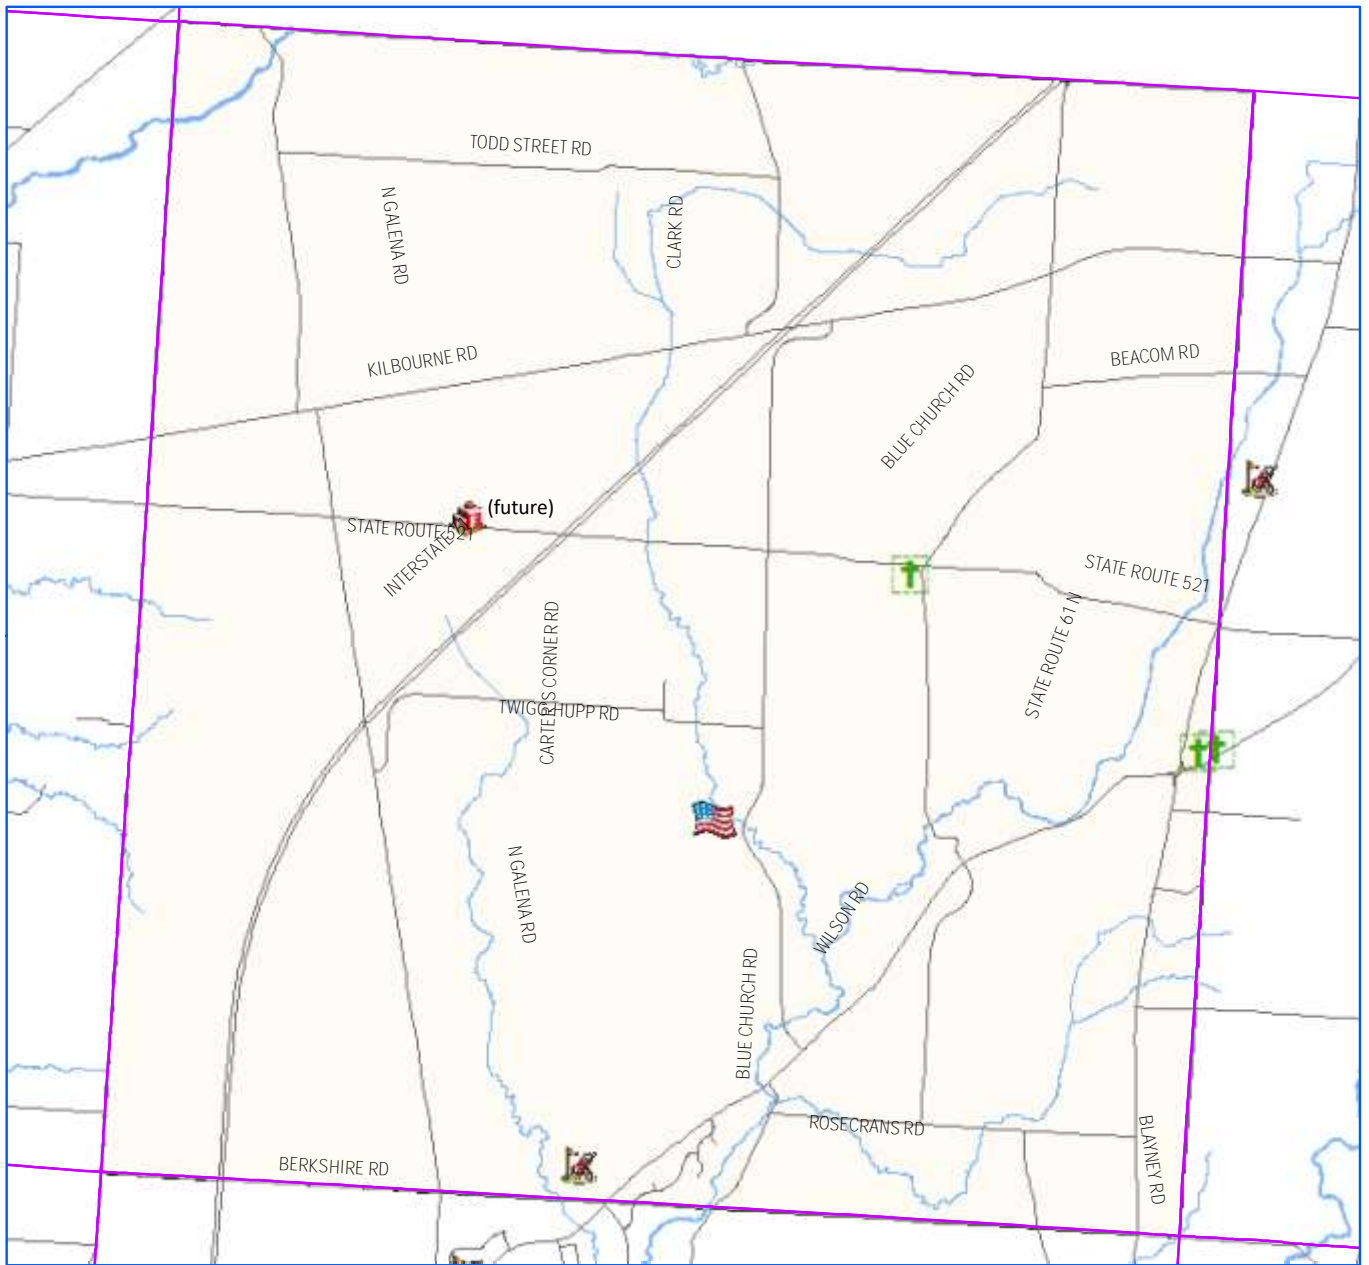 TODD STREET RD
N GALENA RD
CLARK RD
KILBOURNE RD
BEACOM RD
BLUE CHURCH RD
(future)
STATE ROUTE 521
INTERSTATE
STATE ROUTE 521
STATE ROUTE 61 N
CARTER'S CORNER RD
TWIGG HUPP RD
N GALENA RD
WILSON RD
BLUE CHURCH RD
ROSECRANS RD
BLAYNEY RD
BERKSHIRE RD